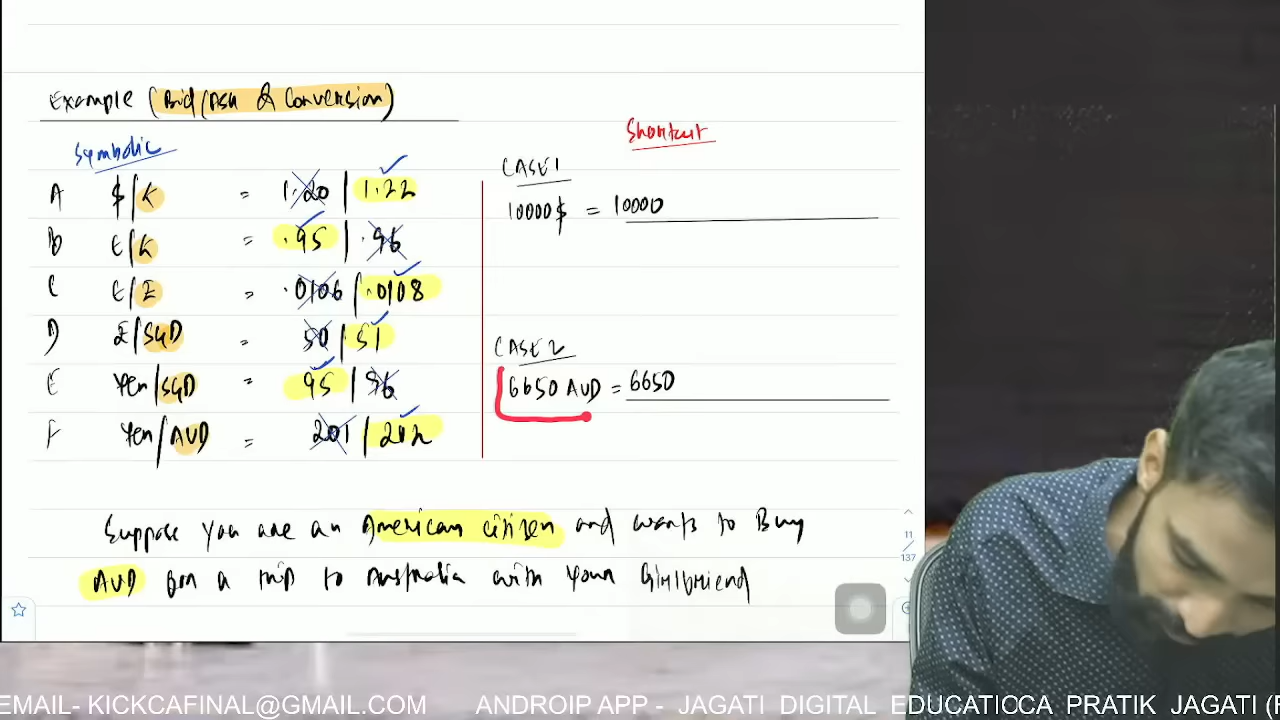 Example (Bid/Ask & Conversion)
Symbolic
A $/K = 1.20 | 1.22
B £/K = .95 | .96
C = .0106 | .0108
D /SGD = 50 | 51
E Yen/SGD = 95 | 96
F Yen/AUD = 201 | 202
Shortcut
CASE 1
10000$ = 10000
CASE 2
6650 AUD = 6650
Suppose you are an American citizen and wants to Buy
AUD for a trip to Australia with your Girlfriend
11
137
EMAIL- KICKCAFINAL@GMAIL.COM ANDROIP APP - JAGATI DIGITAL EDUCATICCA PRATIK JAGATI (F